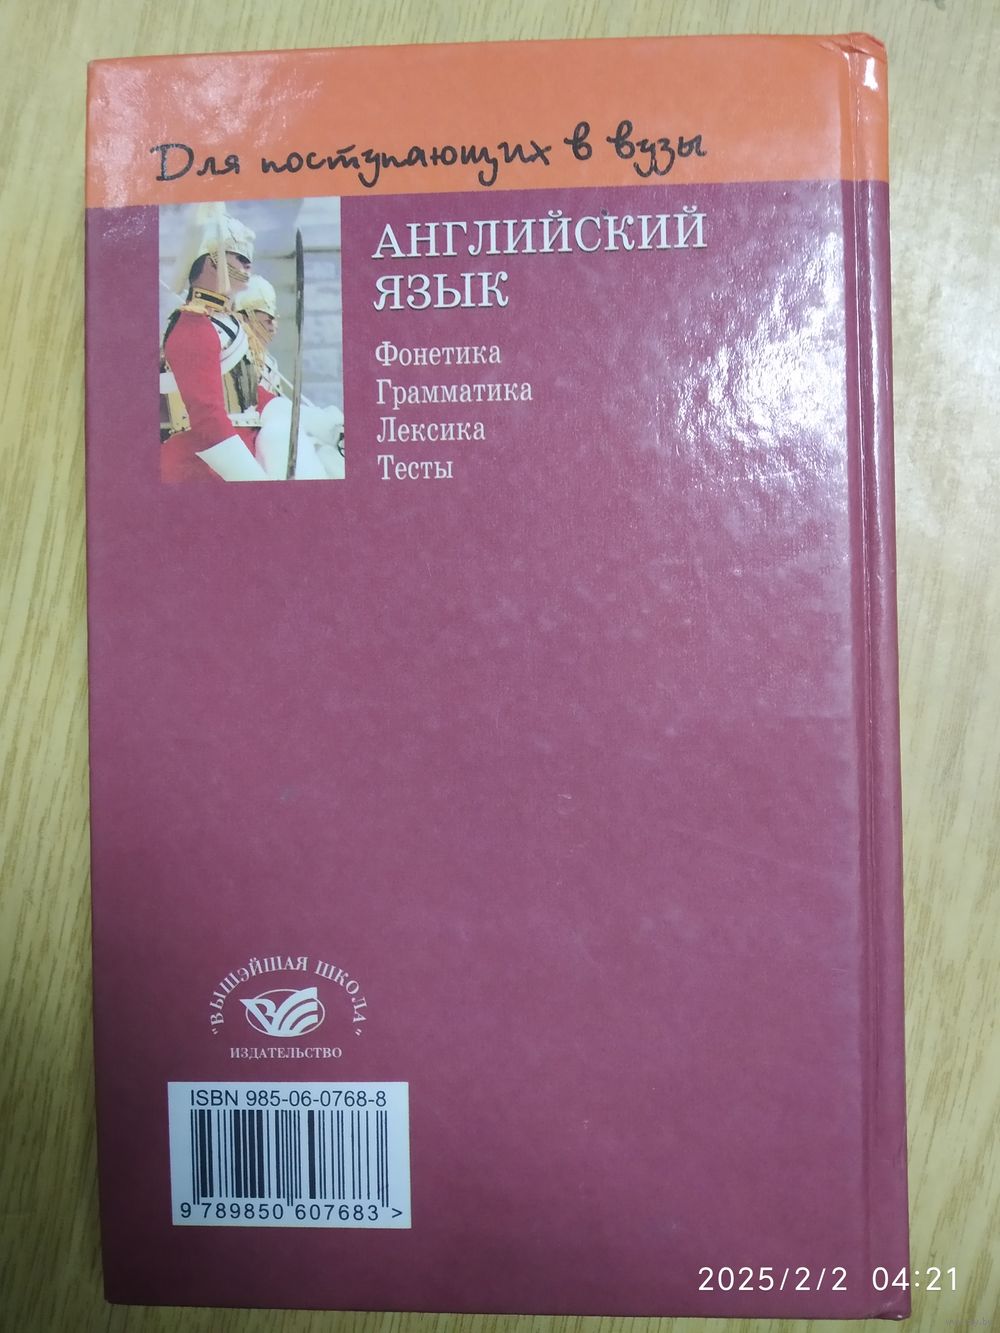 Для поступающих в вузы
АНГЛИЙСКИЙ
ЯЗЫК
Фонетика
Грамматика
Лексика
Тесты
"ВЫШЭЙШАЯ ШКОЛА"
ИЗДАТЕЛЬСТВО
ISBN 985-06-0768-8
9 789850 607683 >
2025/2/2 04:21